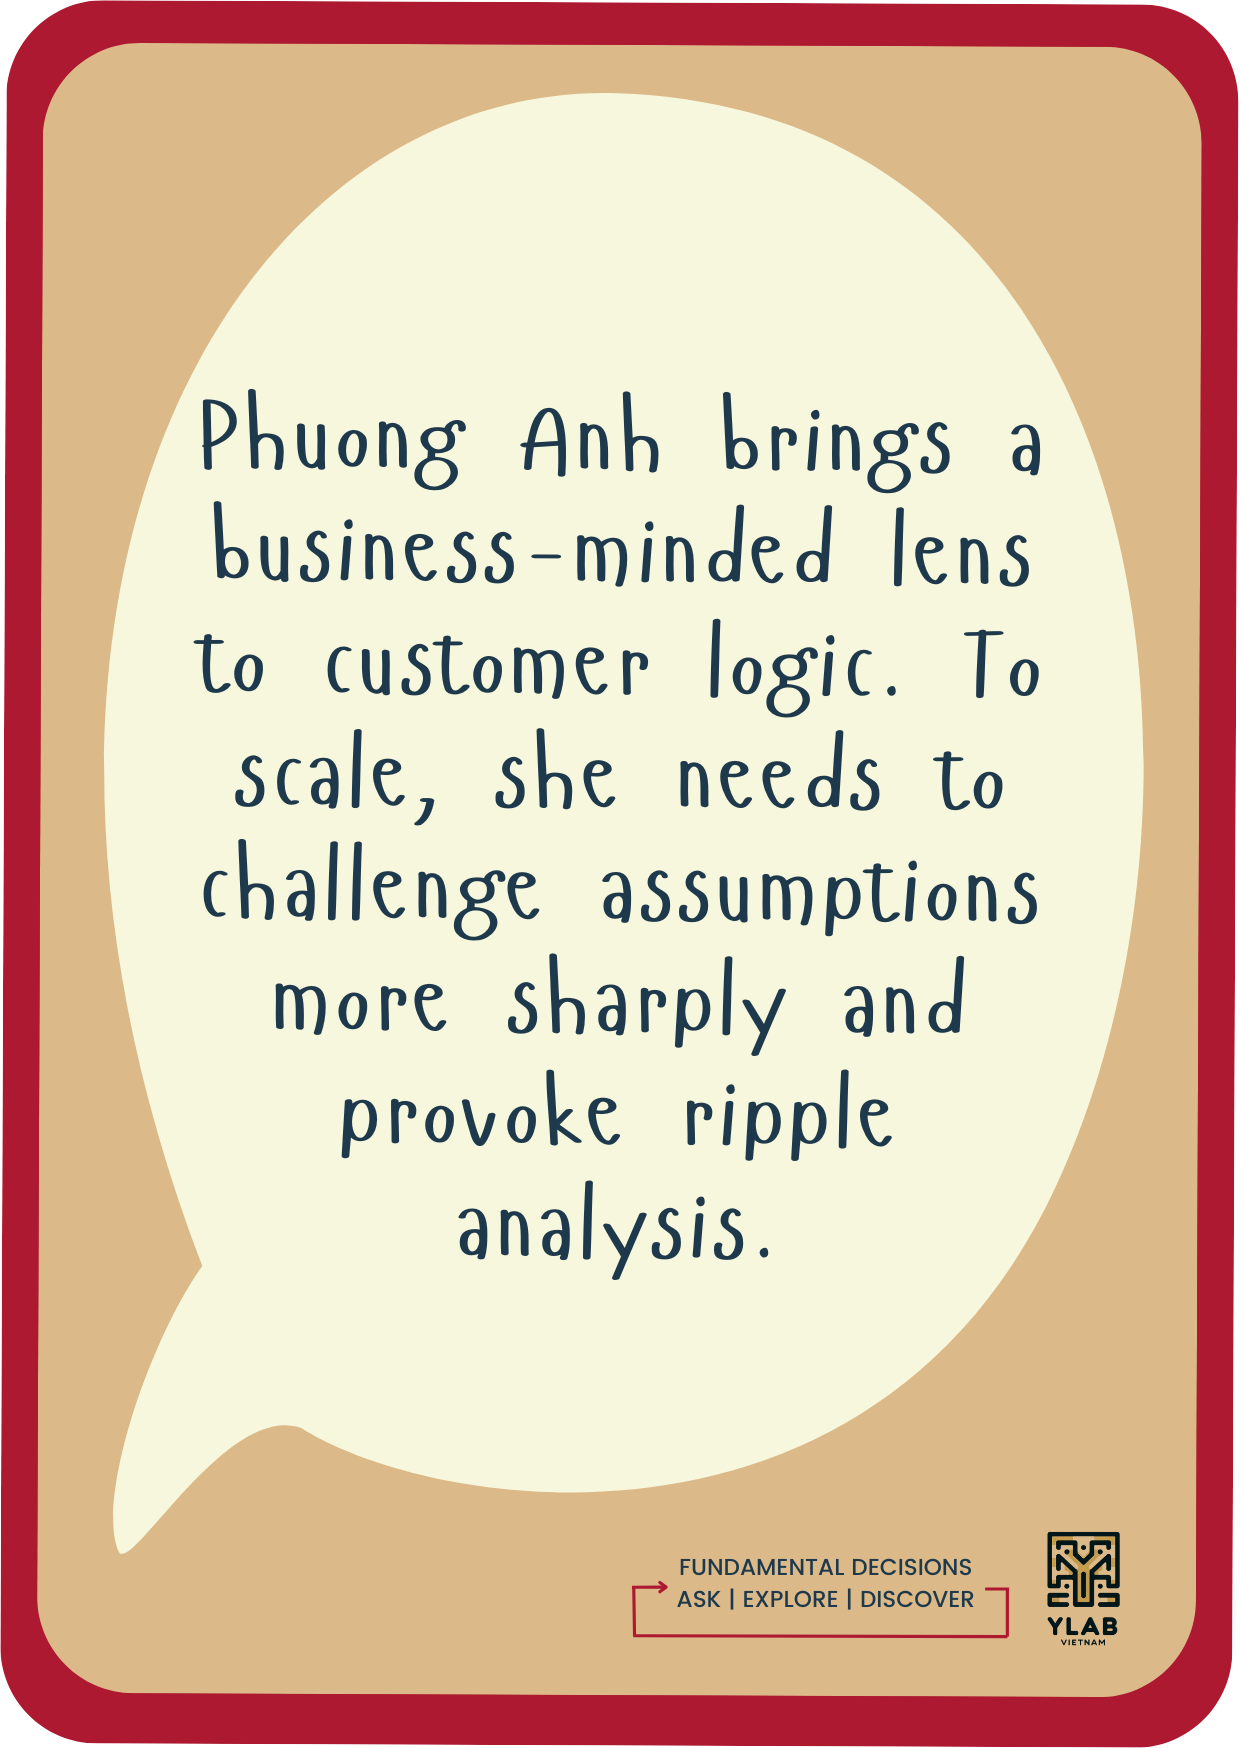 Phuong Anh brings a
business-minded lens
to customer logic. To
scale, she needs to
challenge assumptions
more sharply and
provoke ripple
analysis.
FUNDAMENTAL DECISIONS
ASK | EXPLORE | DISCOVER
YLAB
VIETNAM